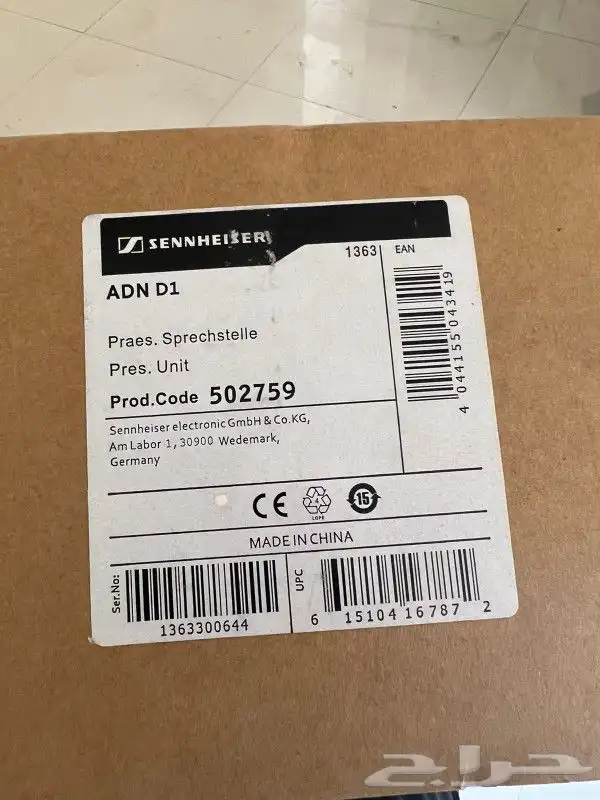 SENNHEISER
1363
EAN
ADN D1
Praes. Sprechstelle
Pres. Unit
Prod.Code 502759
4 044155 043419
Sennheiser electronic GmbH & Co.KG,
Am Labor 1, 30900 Wedemark,
Germany
CE
4
LDPE
15
MADE IN CHINA
Ser.No:
1363300644
UPC
6 15104 16787 2
حراج